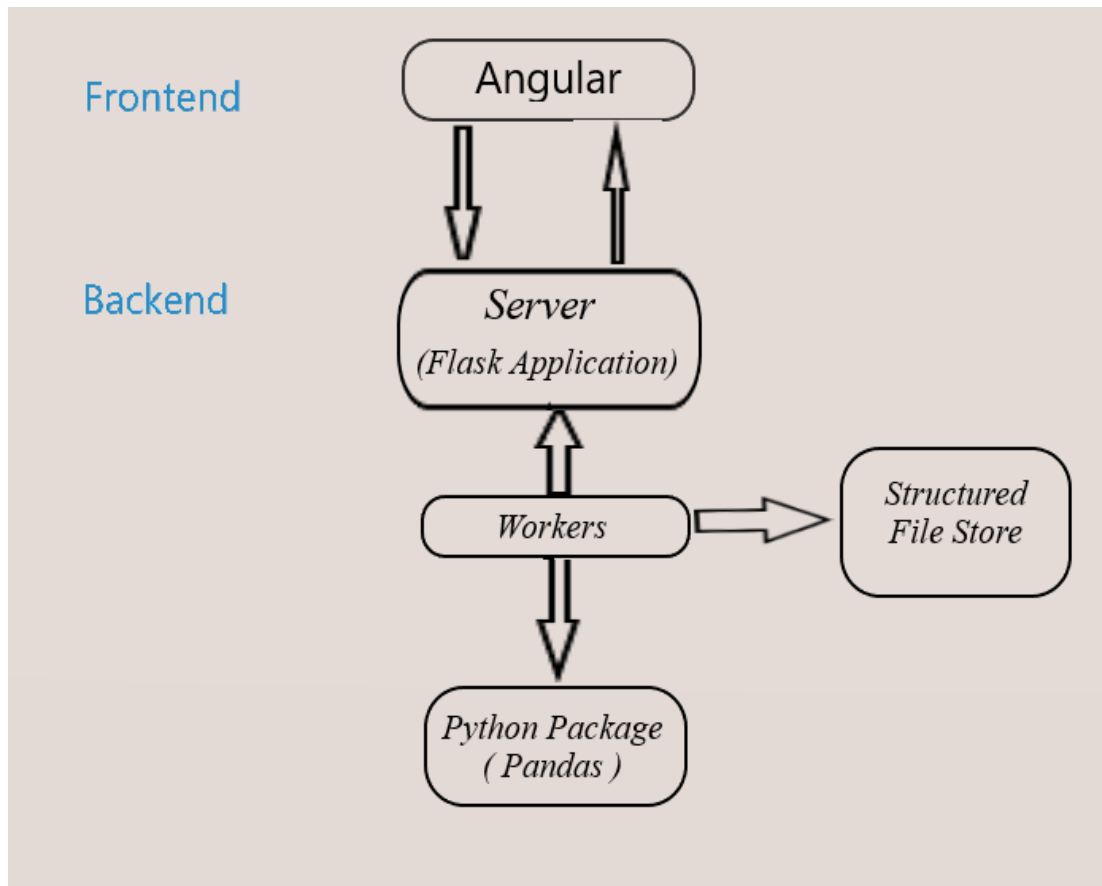 Angular
Frontend
Backend
Server
(Flask Application)
Workers
Structured
File Store
Python Package
( Pandas )